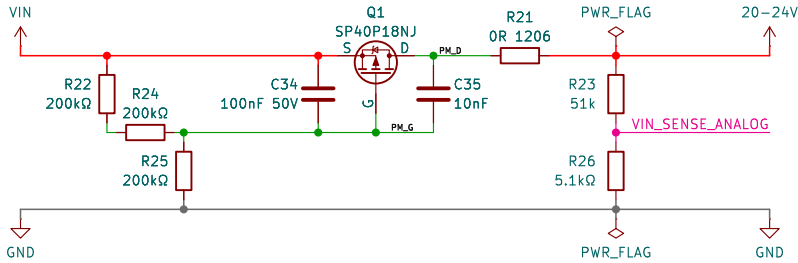 VIN
Q1
SP40P18NJ
S
D
G
PM_D
R21
0R 1206
PWR_FLAG
20-24V
R22
200kΩ
R24
200kΩ
C34
100nF 50V
C35
10nF
R23
51k
PM_G
VIN_SENSE_ANALOG
R25
200kΩ
R26
5.1kΩ
GND
PWR_FLAG
GND